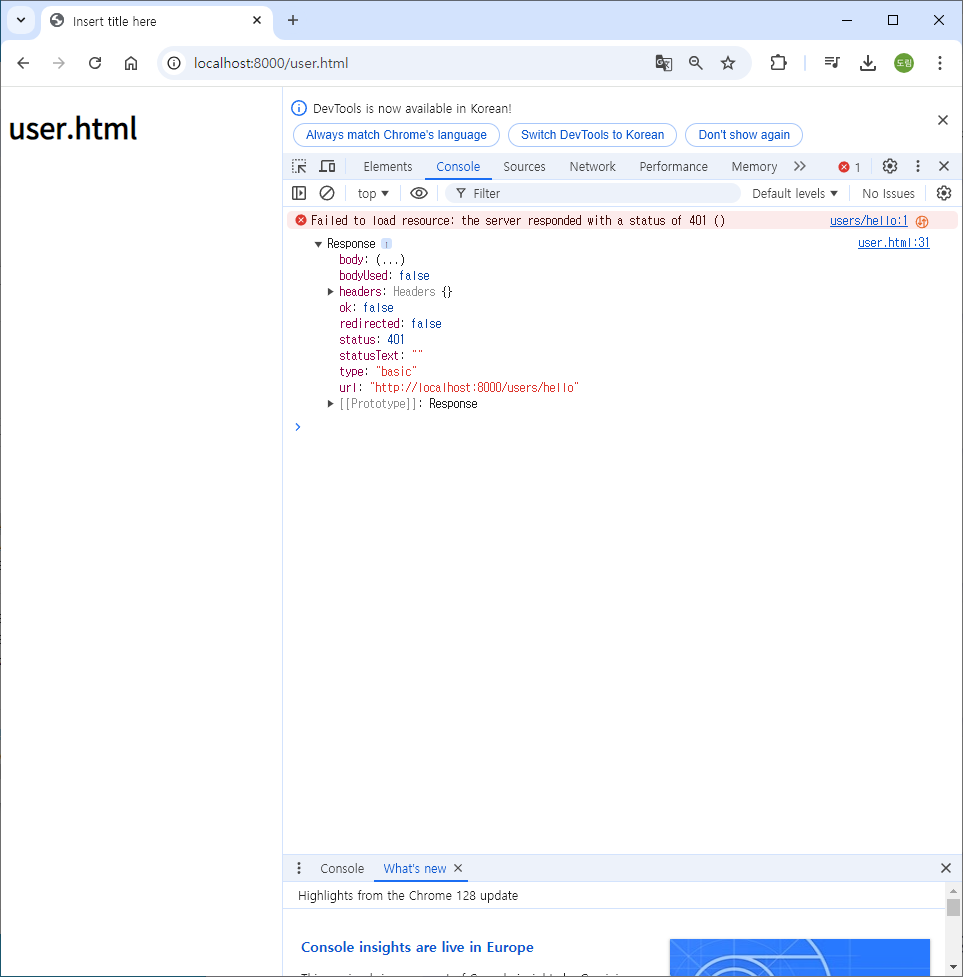 Insert title here
localhost:8000/user.html
도림
user.html
DevTools is now available in Korean!
Always match Chrome's language Switch DevTools to Korean Don't show again
Elements Console Sources Network Performance Memory 1
top Filter Default levels No Issues
Failed to load resource: the server responded with a status of 401 () users/hello:1
Response user.html:31
body: (...)
bodyUsed: false
headers: Headers {}
ok: false
redirected: false
status: 401
statusText: ""
type: "basic"
url: "http://localhost:8000/users/hello"
[[Prototype]]: Response
Console What's new
Highlights from the Chrome 128 update
Console insights are live in Europe